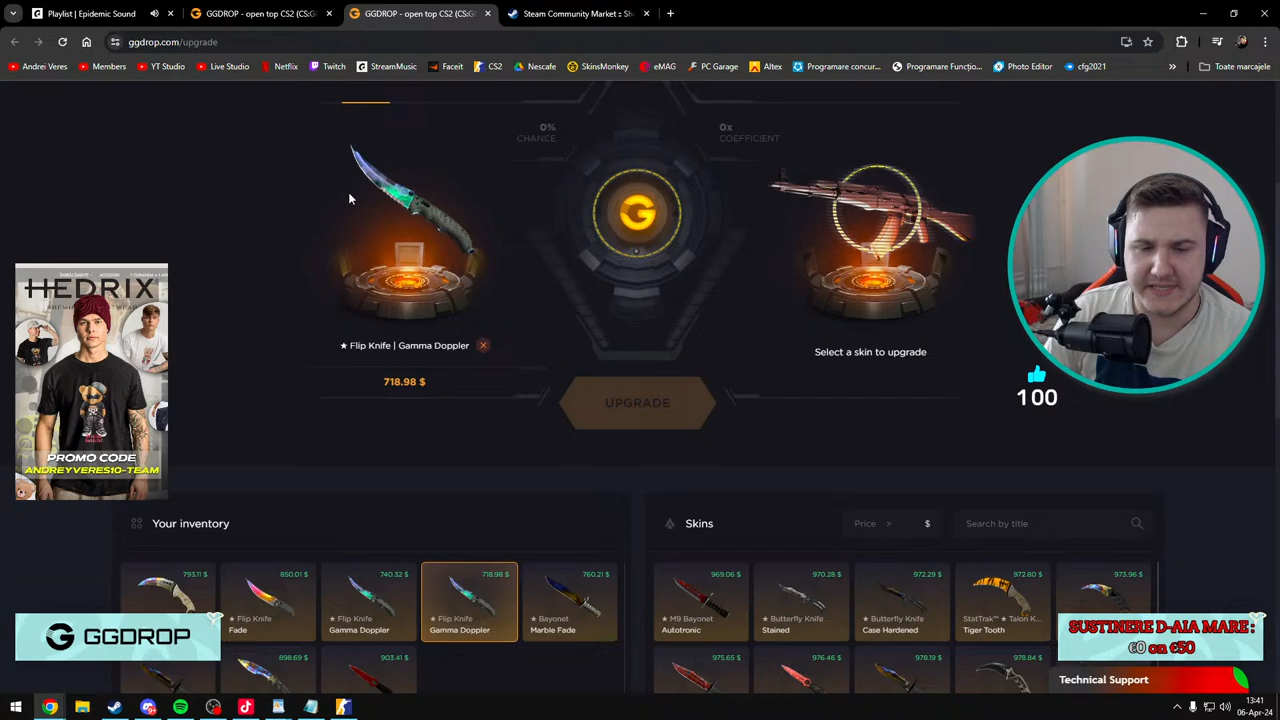 Playlist | Epidemic Sound
GGDROP - open top CS2 (CS:G
GGDROP - open top CS2 (CS:G
Steam Community Market :: Sh
ggdrop.com/upgrade
Andrei Veres
Members
YT Studio
Netflix
Twitch
StreamMusic
Faceit
CS2
Nescafe
SkinsMonkey
eMAG
PC Garage
Altex
Programare concur...
Programare Funcțio...
Photo Editor
cfg2021
Toate marcajele
0%
CHANCE
0x
COEFFICIENT
★ Flip Knife | Gamma Doppler
718.98 $
Select a skin to upgrade
UPGRADE
100
HEDRIX
PROMO CODE
ANDREYVERES10-TEAM
Your inventory
Skins
Price >
$
Search by title
793.11 $
850.01 $
★ Flip Knife
Fade
740.32 $
★ Flip Knife
Gamma Doppler
718.98 $
★ Flip Knife
Gamma Doppler
760.21 $
★ Bayonet
Marble Fade
969.06 $
★ M9 Bayonet
Autotronic
970.28 $
★ Butterfly Knife
Stained
972.29 $
★ Butterfly Knife
Case Hardened
972.80 $
StatTrak™ ★ Talon K...
Tiger Tooth
973.96 $
898.69 $
903.41 $
975.65 $
976.46 $
978.19 $
978.84 $
GGDROP
SUSTINERE D-AIA MARE :
€0 on €50
Technical Support
13:41
06-Apr-24